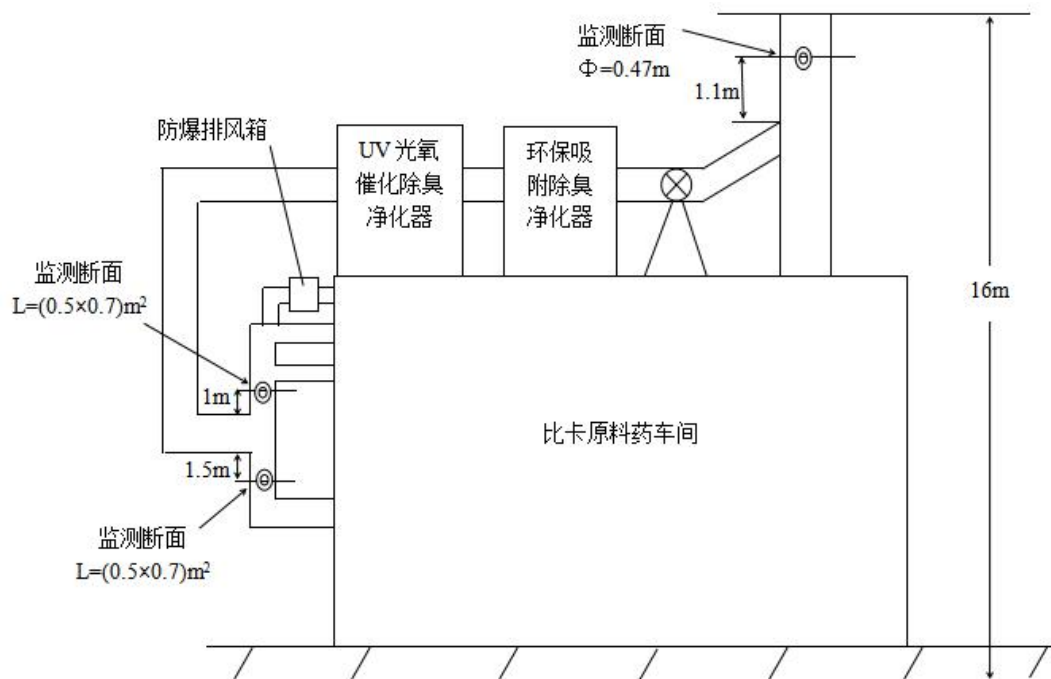 监测断面
Φ=0.47m
1.1m
防爆排风箱
UV 光氧
催化除臭
净化器
环保吸
附除臭
净化器
监测断面
L=(0.5×0.7)m²
16m
1m
比卡原料药车间
1.5m
监测断面
L=(0.5×0.7)m²